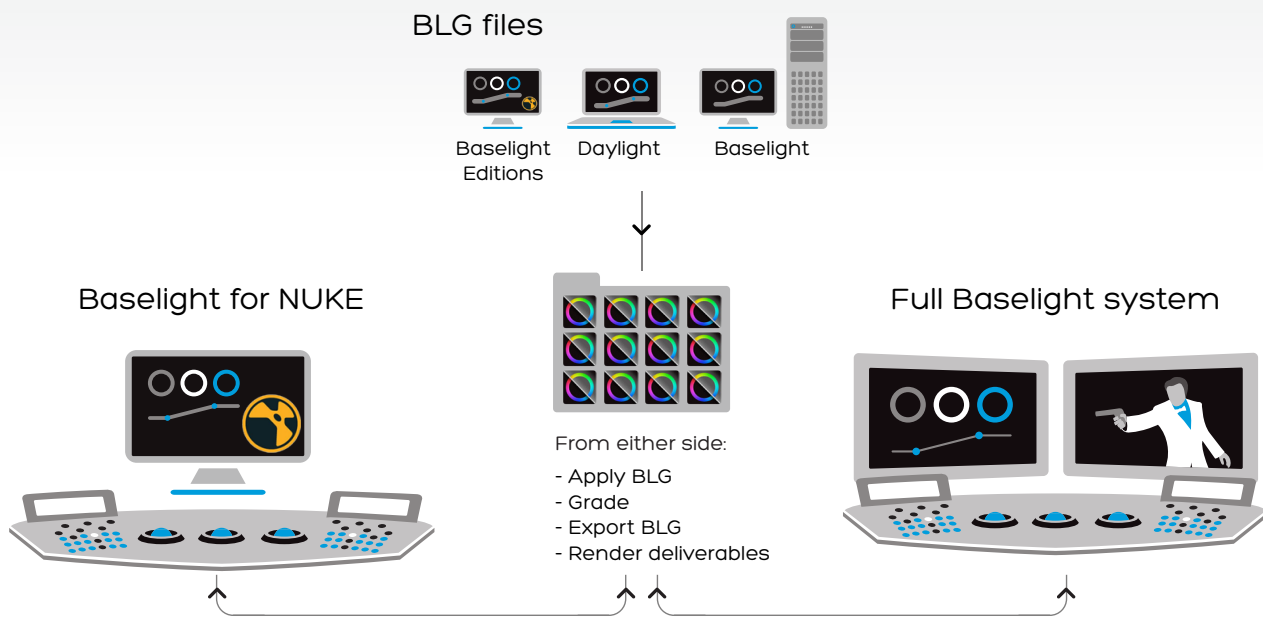 BLG files
Baselight
Editions
Daylight
Baselight
Baselight for NUKE
Full Baselight system
From either side:
- Apply BLG
- Grade
- Export BLG
- Render deliverables